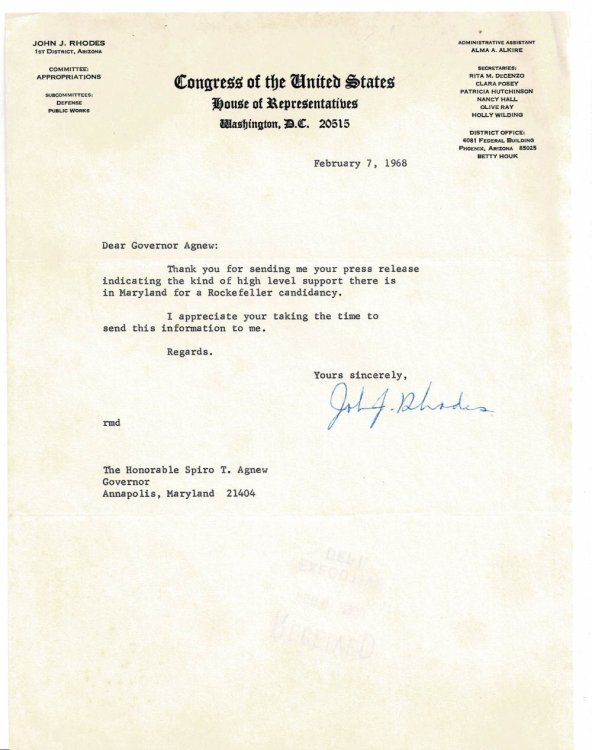 JOHN J. RHODES
1ST DISTRICT, ARIZONA
COMMITTEE:
APPROPRIATIONS
SUBCOMMITTEES:
DEFENSE
PUBLIC WORKS
Congress of the United States
House of Representatives
Washington, D.C. 20515
ADMINISTRATIVE ASSISTANT
ALMA A. ALKIRE
SECRETARIES:
RITA M. DECENZO
CLARA POSEY
PATRICIA HUTCHINSON
NANCY HALL
OLIVE RAY
HOLLY WILDING
DISTRICT OFFICE:
6081 FEDERAL BUILDING
PHOENIX, ARIZONA 85025
BETTY HOUK
February 7, 1968
Dear Governor Agnew:
Thank you for sending me your press release
indicating the kind of high level support there is
in Maryland for a Rockefeller candidancy.
I appreciate your taking the time to
send this information to me.
Regards.
Yours sincerely,
John J. Rhodes
rmd
The Honorable Spiro T. Agnew
Governor
Annapolis, Maryland 21404
RECEIVED